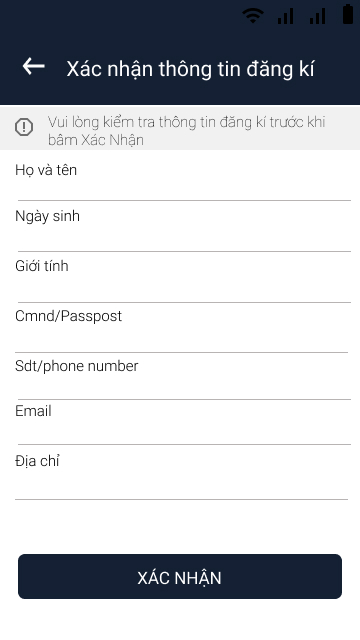 Xác nhận thông tin đăng kí
Vui lòng kiểm tra thông tin đăng kí trước khi
bấm Xác Nhận
Họ và tên
Ngày sinh
Giới tính
Cmnd/Passpost
Sdt/phone number
Email
Địa chỉ
XÁC NHẬN